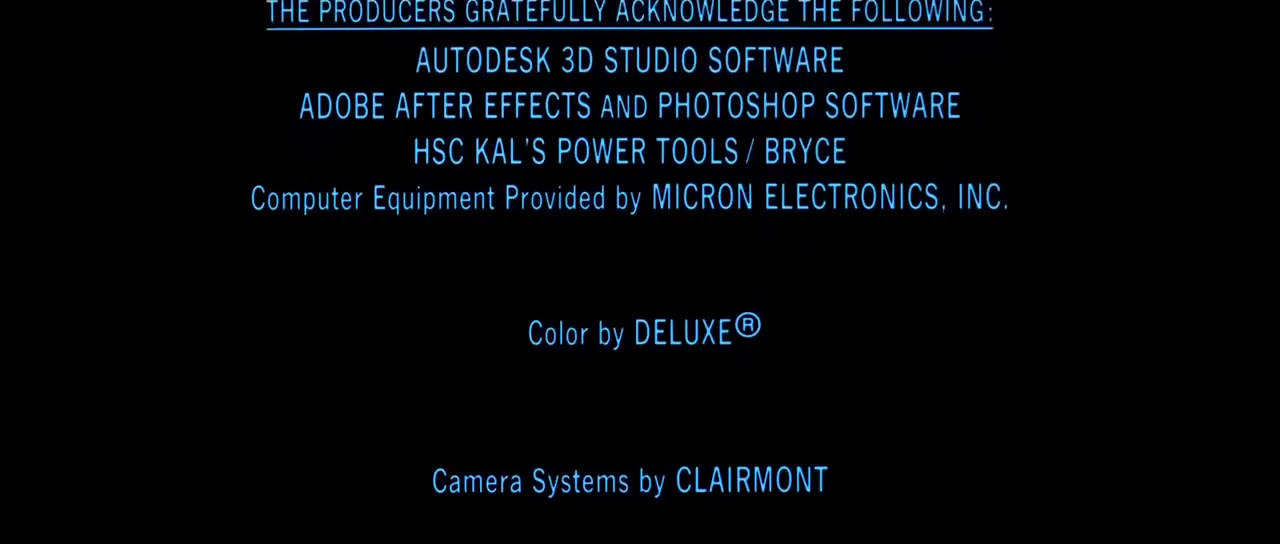 THE PRODUCERS GRATEFULLY ACKNOWLEDGE THE FOLLOWING:
AUTODESK 3D STUDIO SOFTWARE
ADOBE AFTER EFFECTS AND PHOTOSHOP SOFTWARE
HSC KAL'S POWER TOOLS / BRYCE
Computer Equipment Provided by MICRON ELECTRONICS, INC.
Color by DELUXE®
Camera Systems by CLAIRMONT